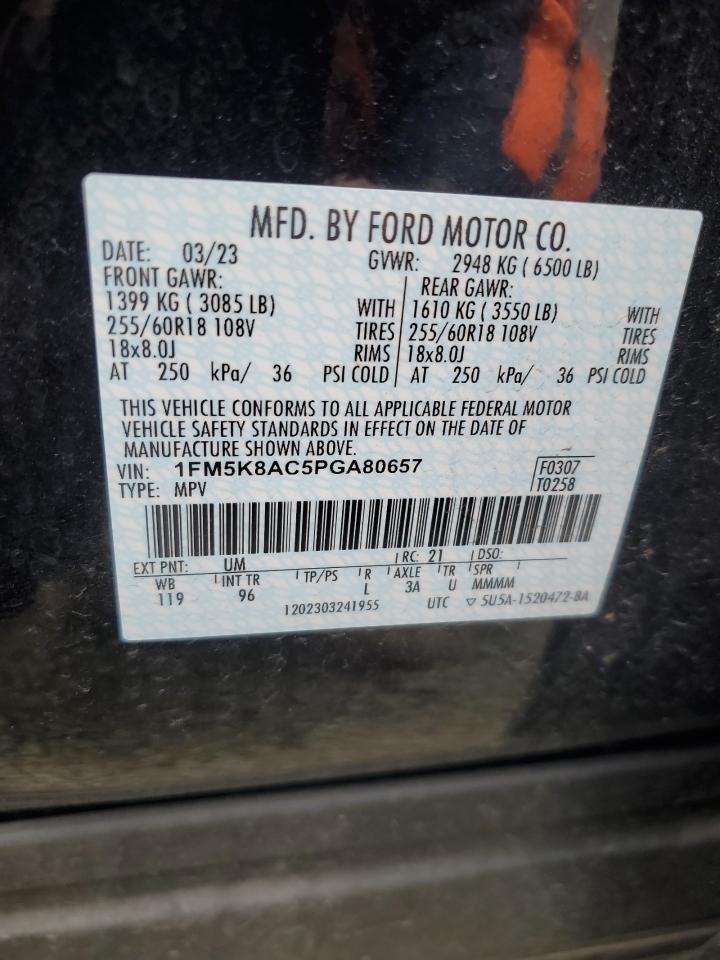 MFD. BY FORD MOTOR CO.
DATE: 03/23 GVWR: 2948 KG ( 6500 LB)
FRONT GAWR: REAR GAWR:
1399 KG ( 3085 LB) WITH 1610 KG ( 3550 LB) WITH
255/60R18 108V TIRES 255/60R18 108V TIRES
18x8.0J RIMS 18x8.0J RIMS
AT 250 kPa/ 36 PSI COLD AT 250 kPa/ 36 PSI COLD
THIS VEHICLE CONFORMS TO ALL APPLICABLE FEDERAL MOTOR
VEHICLE SAFETY STANDARDS IN EFFECT ON THE DATE OF
MANUFACTURE SHOWN ABOVE.
VIN: 1FM5K8AC5PGA80657 F0307
TYPE: MPV T0258
EXT PNT: UM RC: 21 DSO:
WB INT TR TP/PS R AXLE TR SPR
119 96 L 3A U MMMM
1202303241955 UTC ▽ 5U5A-1520472-BA